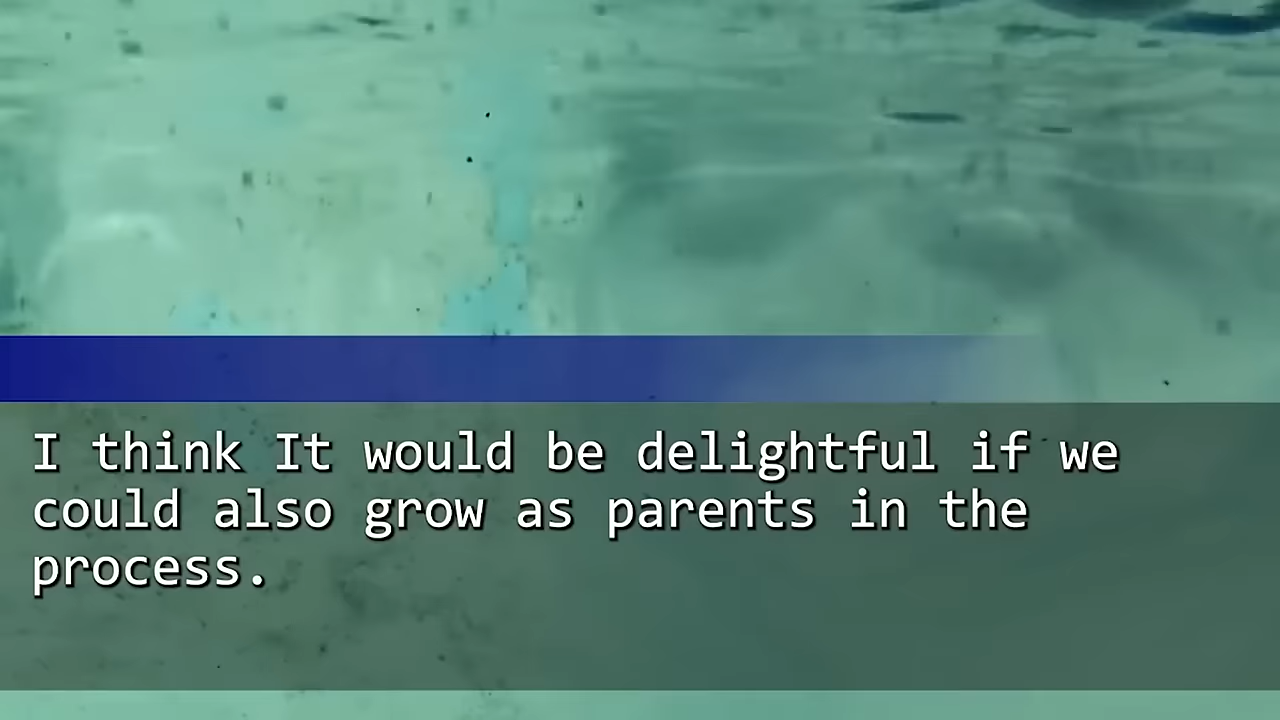 I think It would be delightful if we
could also grow as parents in the
process.